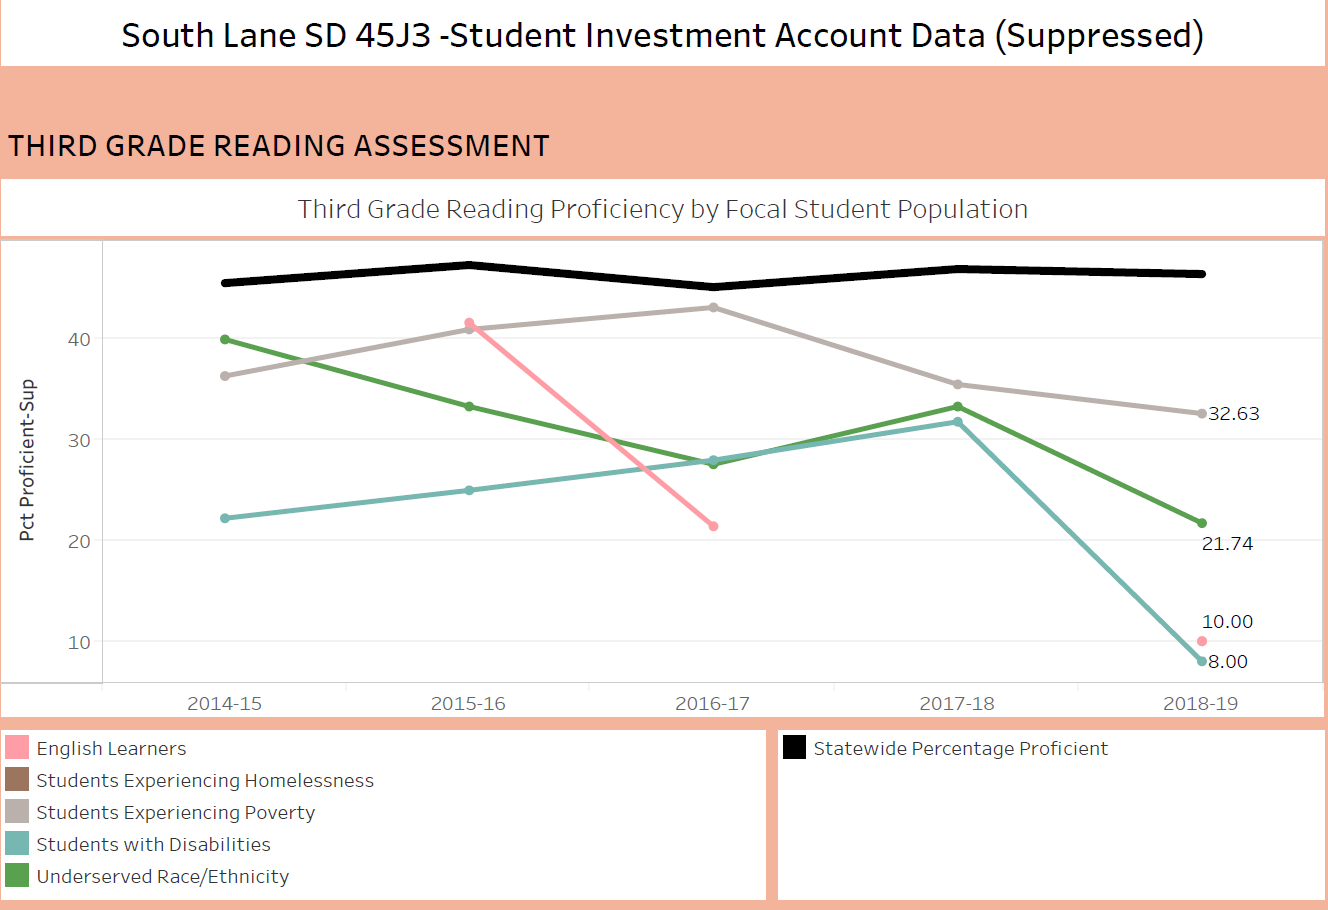 South Lane SD 45J3 -Student Investment Account Data (Suppressed)
THIRD GRADE READING ASSESSMENT
Third Grade Reading Proficiency by Focal Student Population
Pct Proficient-Sup
40
30
20
10
32.63
21.74
10.00
8.00
2014-15
2015-16
2016-17
2017-18
2018-19
English Learners
Students Experiencing Homelessness
Students Experiencing Poverty
Students with Disabilities
Underserved Race/Ethnicity
Statewide Percentage Proficient